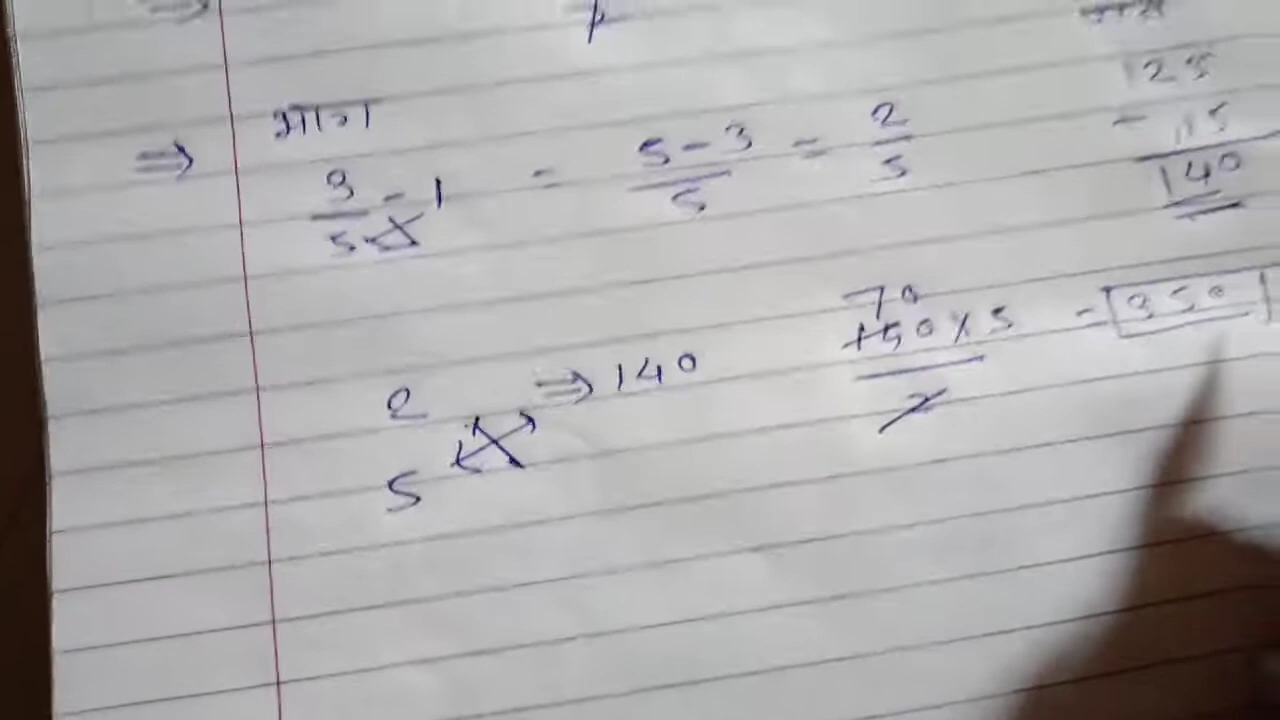 ⇒ माना
3/5 - 1 = (5-3)/5 = 2/5
125
- 15
140
2
5 ⇒ 140
70
150 x 5 = 350
2